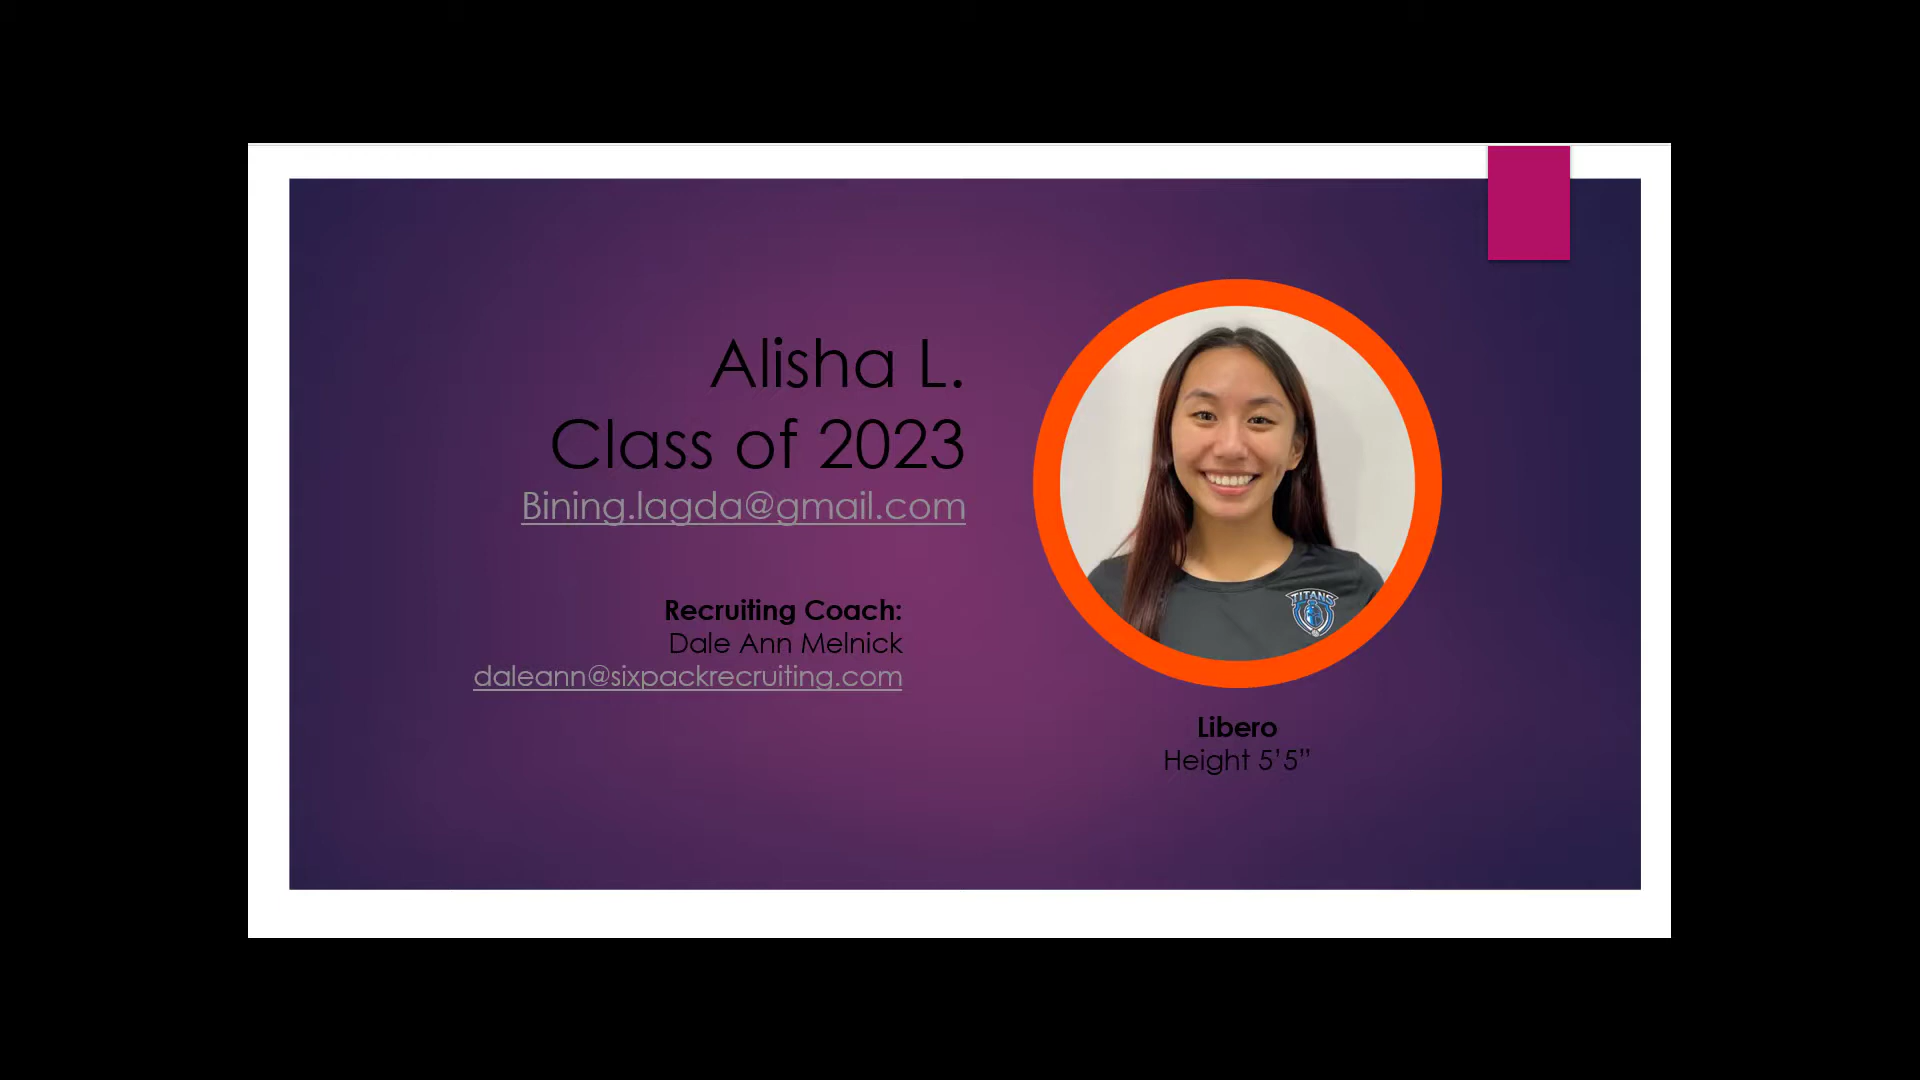 Alisha L.
Class of 2023
Bining.lagda@gmail.com
Recruiting Coach:
Dale Ann Melnick
daleann@sixpackrecruiting.com
TITANS
Libero
Height 5’5”